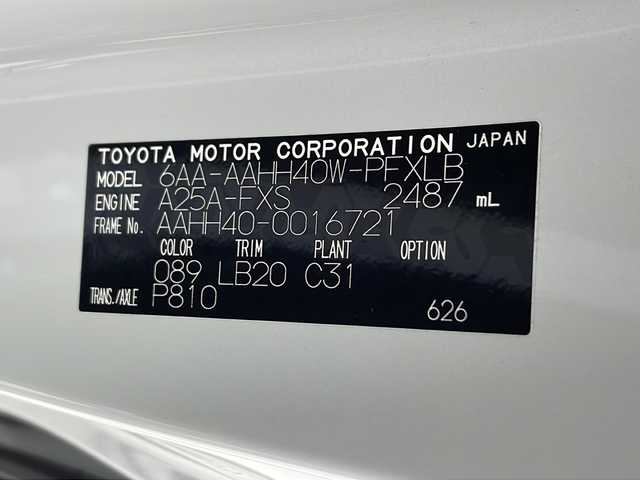 TOYOTA MOTOR CORPORATION JAPAN
MODEL 6AA-AAHH40W-PFXLB
ENGINE A25A-FXS 2487 mL
FRAME No. AAHH40-0016721
COLOR TRIM PLANT OPTION
089 LB20 C31
TRANS./AXLE P810 626